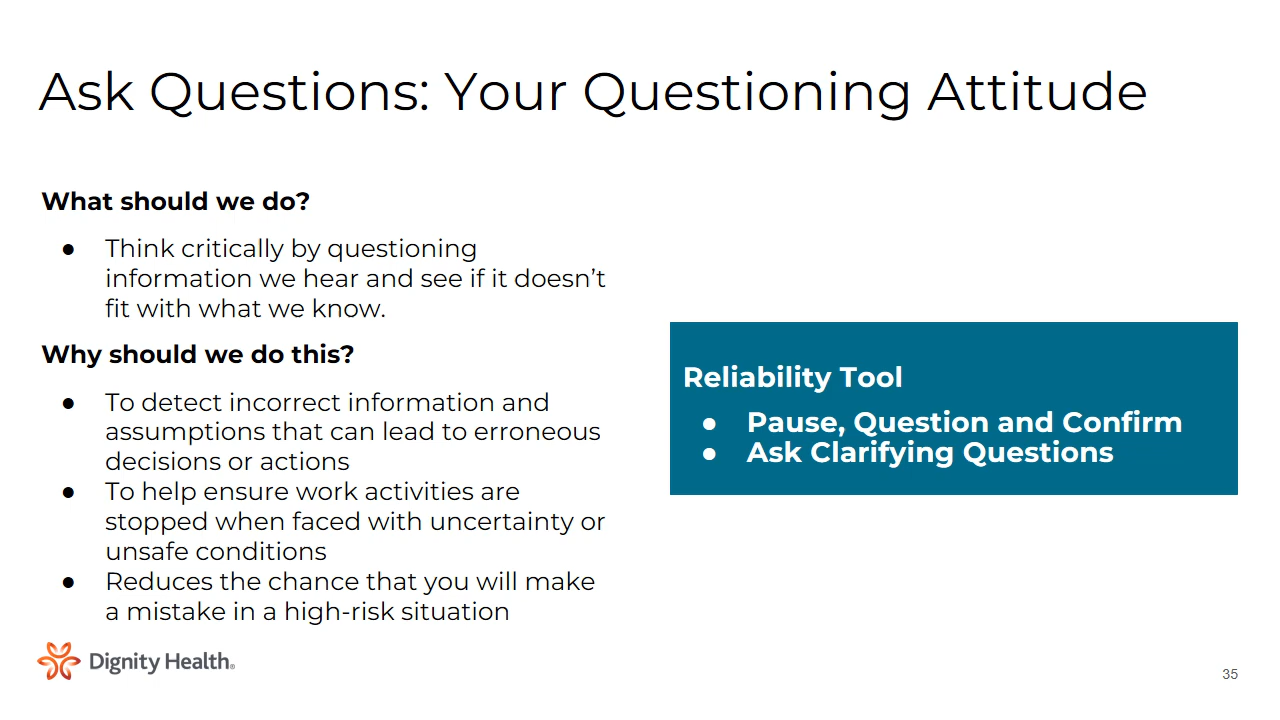 Ask Questions: Your Questioning Attitude
What should we do?
● Think critically by questioning
information we hear and see if it doesn’t
fit with what we know.
Why should we do this?
● To detect incorrect information and
assumptions that can lead to erroneous
decisions or actions
● To help ensure work activities are
stopped when faced with uncertainty or
unsafe conditions
● Reduces the chance that you will make
a mistake in a high-risk situation
Reliability Tool
● Pause, Question and Confirm
● Ask Clarifying Questions
Dignity Health®
35